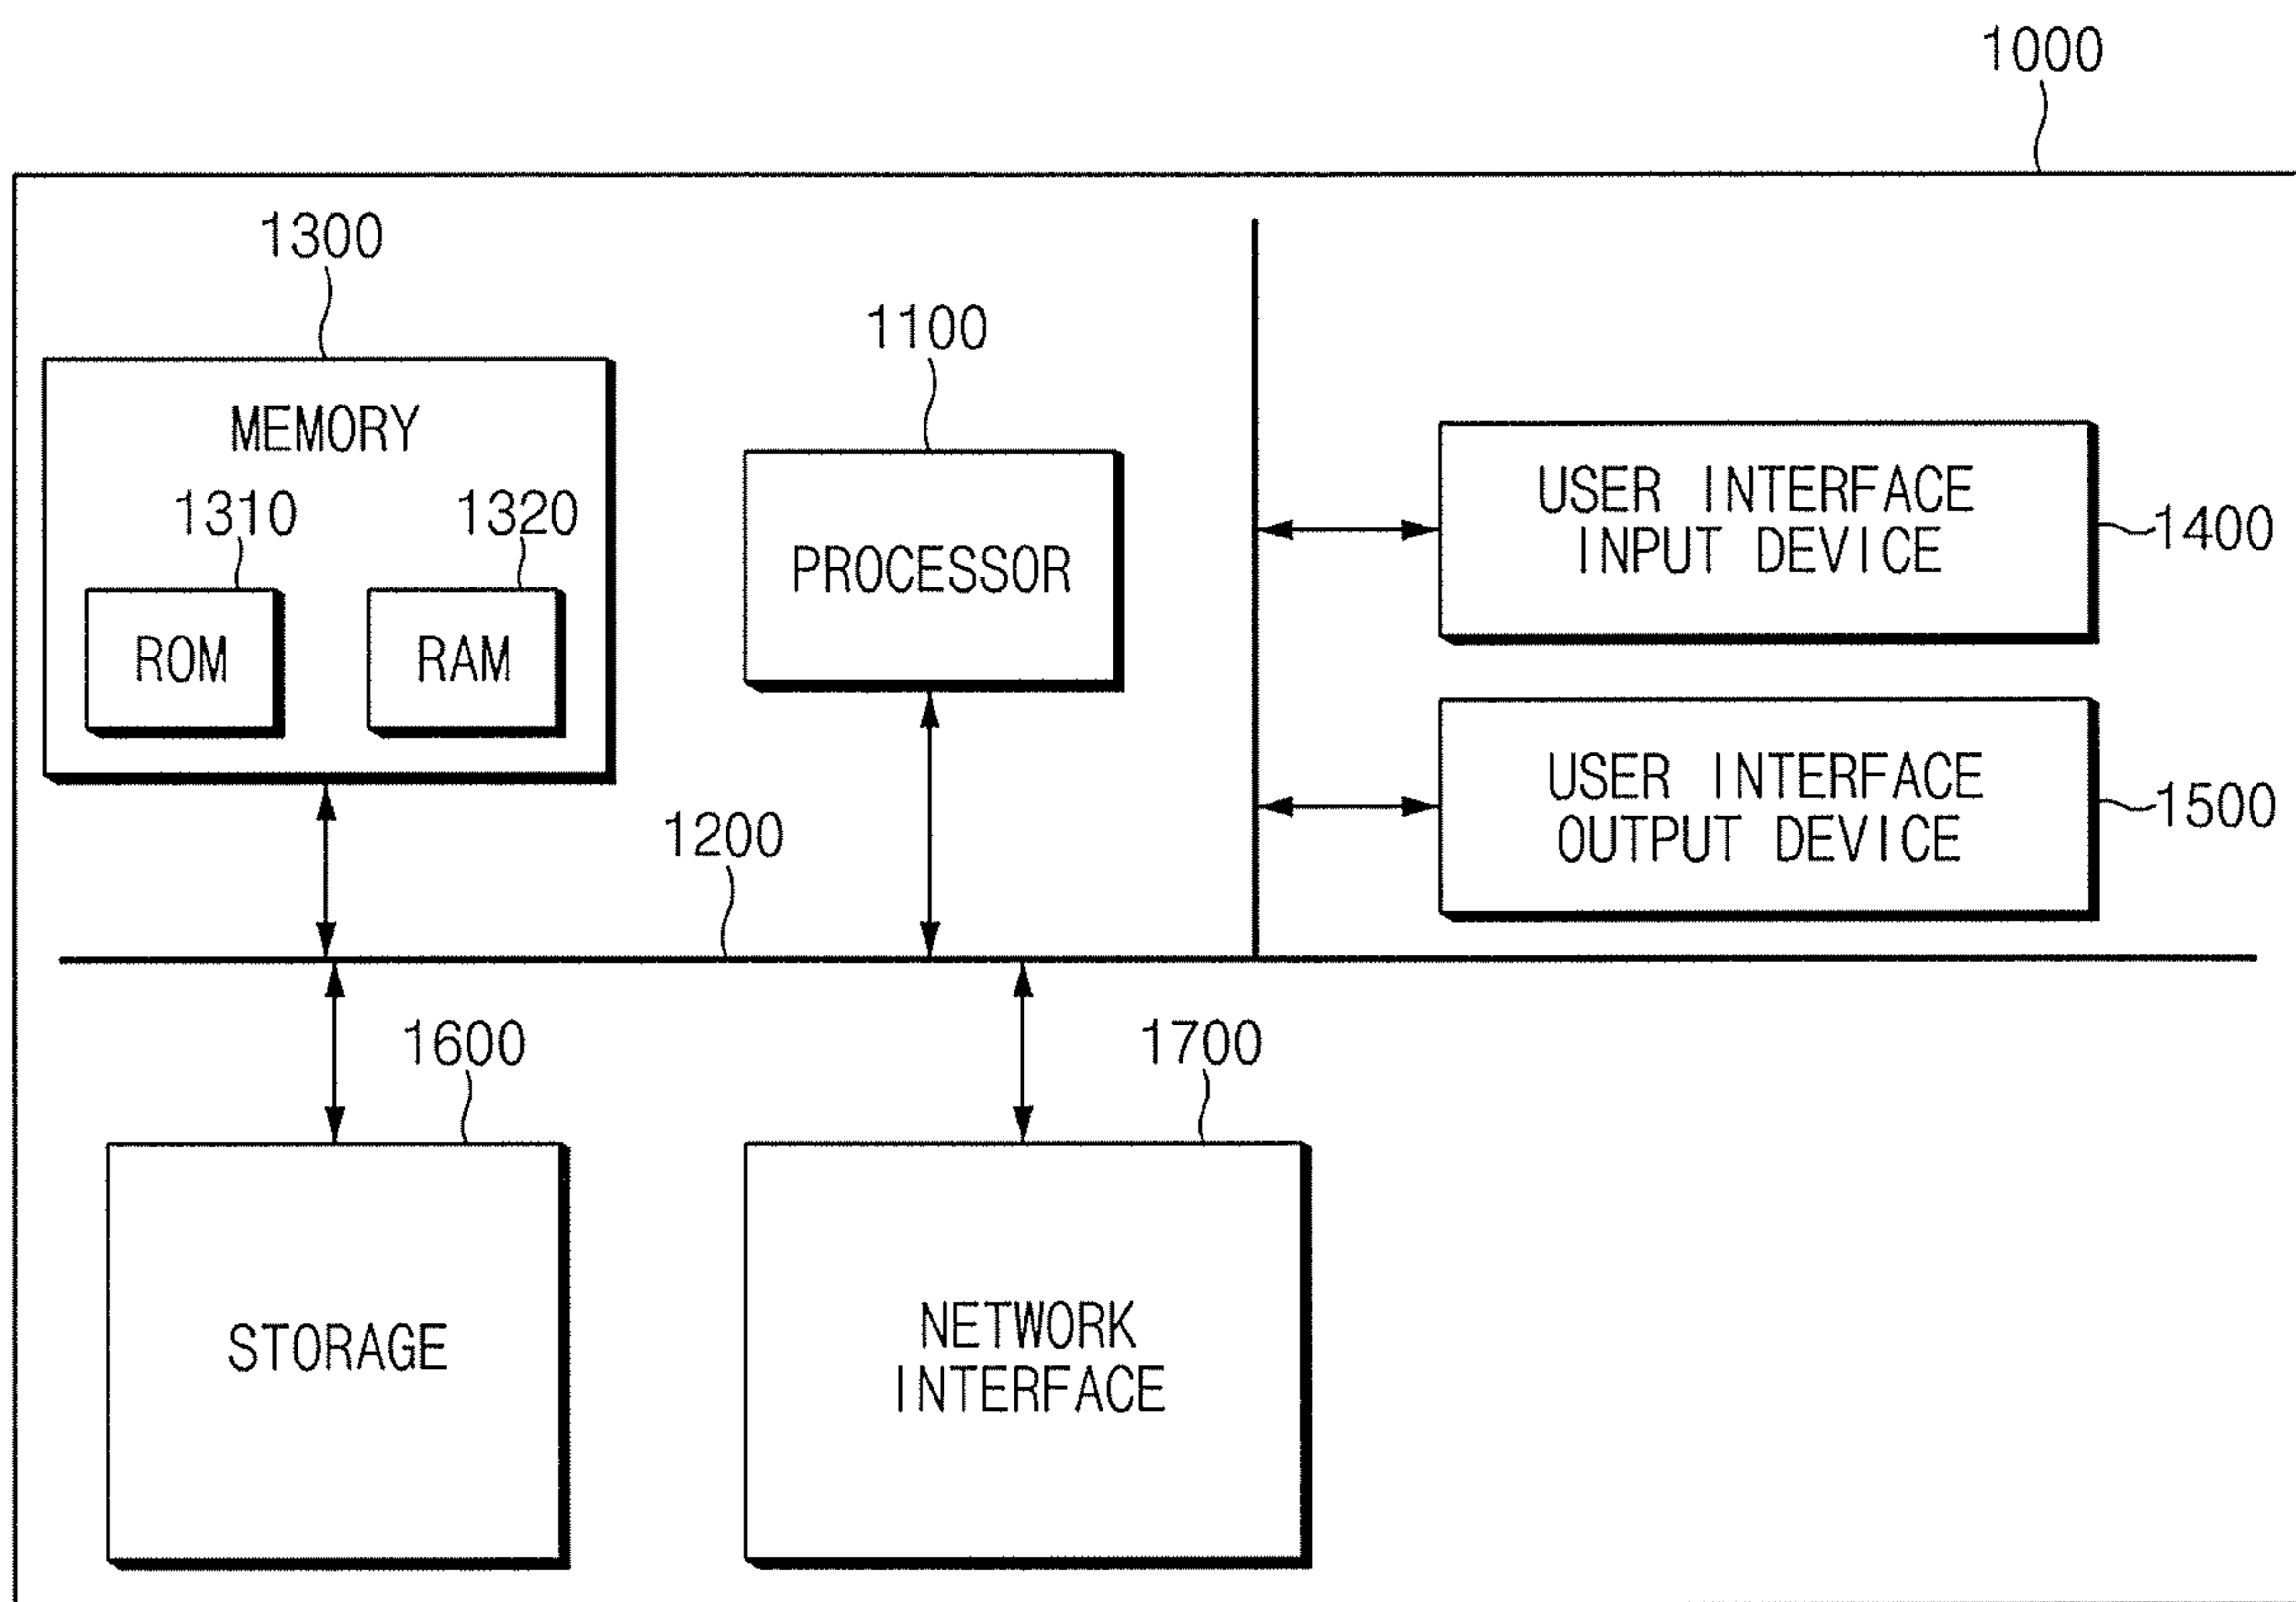 1000
1300
MEMORY
1310
1320
ROM
RAM
1100
PROCESSOR
USER INTERFACE
INPUT DEVICE
1400
USER INTERFACE
OUTPUT DEVICE
1500
1200
1600
STORAGE
1700
NETWORK
INTERFACE